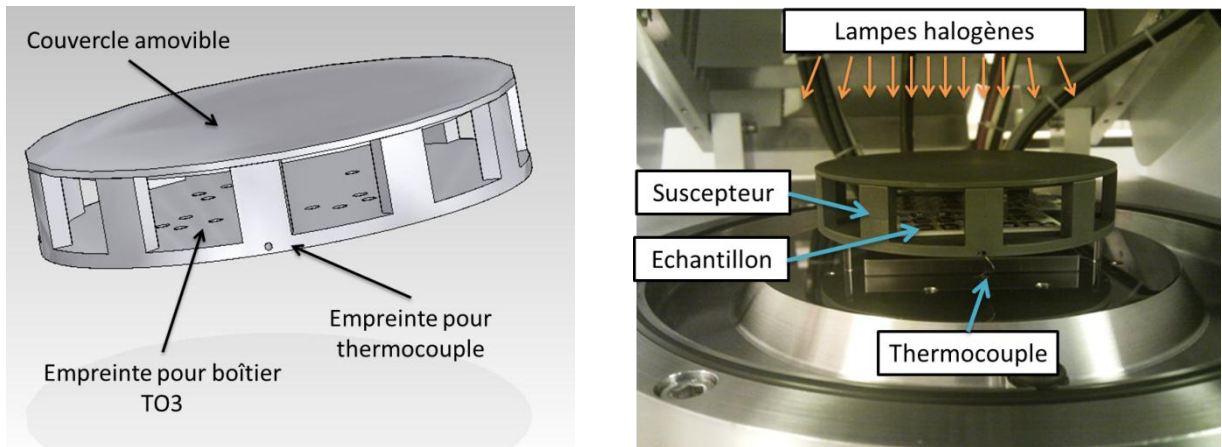 Couvercle amovible
Empreinte pour
thermocouple
Empreinte pour boîtier
TO3
Lampes halogènes
Suscepteur
Echantillon
Thermocouple